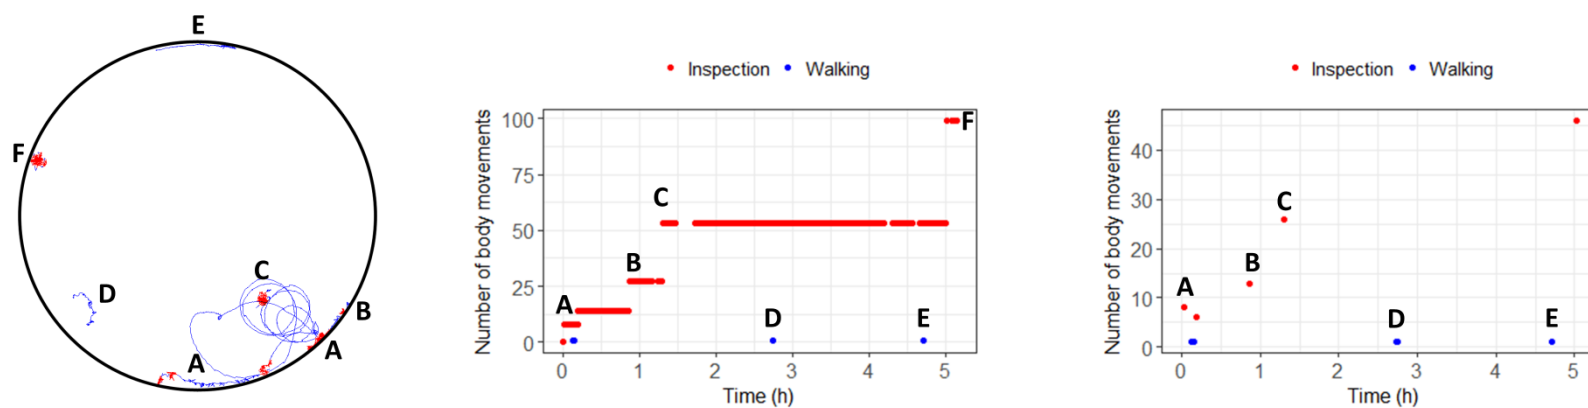 E
F
D
C
B
A
A
Inspection Walking
Number of body movements
100
75
50
25
0
A
B
C
D
E
F
0 1 2 3 4 5
Time (h)
Inspection Walking
Number of body movements
40
30
20
10
0
A
B
C
D
E
0 1 2 3 4 5
Time (h)